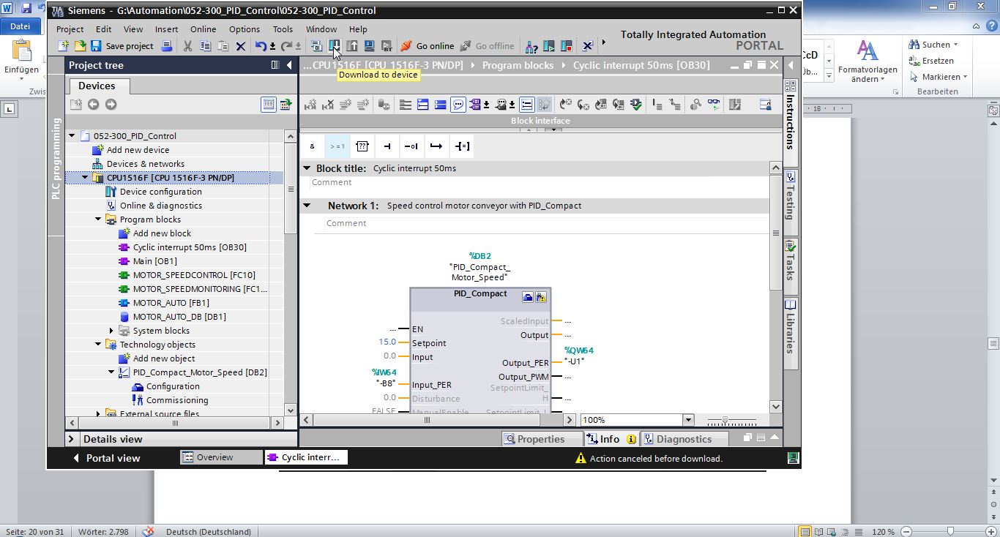 Siemens - G:\Automation\052-300_PID_Control\052-300_PID_Control
TIA
V13
Datei
Project Edit View Insert Online Options Tools Window Help
Totally Integrated Automation
PORTAL
Save project
Go online
Go offline
Download to device
Einfügen
Zwis
CcD
Üb...
Formatvorlagen
ändern
Suchen
Ersetzen
Markieren
Bearbeiten
18
Project tree
...CPU1516F [CPU 1516F-3 PN/DP] Program blocks Cyclic interrupt 50ms [OB30]
Devices
PLC programming
052-300_PID_Control
Add new device
Devices & networks
CPU1516F [CPU 1516F-3 PN/DP]
Device configuration
Online & diagnostics
Program blocks
Add new block
Cyclic interrupt 50ms [OB30]
Main [OB1]
MOTOR_SPEEDCONTROL [FC10]
MOTOR_SPEEDMONITORING [FC1...
MOTOR_AUTO [FB1]
MOTOR_AUTO_DB [DB1]
System blocks
Technology objects
Add new object
PID_Compact_Motor_Speed [DB2]
Configuration
Commissioning
External source files
Details view
Block interface
& >=1 ?? -o| -[=]
Block title: Cyclic interrupt 50ms
Comment
Network 1: Speed control motor conveyor with PID_Compact
Comment
%DB2
"PID_Compact_
Motor_Speed"
PID_Compact
ScaledInput ...
... EN
Output ...
15.0 Setpoint
0.0 Input
%QW64
Output_PER "-U1"
%IW64
"-B8" Input_PER
Output_PWM ...
SetpointLimit_
H ...
0.0 Disturbance
FALSE ManualEnable
SetpointLimit_L
100%
Instructions
Testing
Tasks
Libraries
Properties
Info
Diagnostics
Portal view
Overview
Cyclic interr...
Action canceled before download.
Seite: 20 von 31
Wörter: 2.798
Deutsch (Deutschland)
120 %